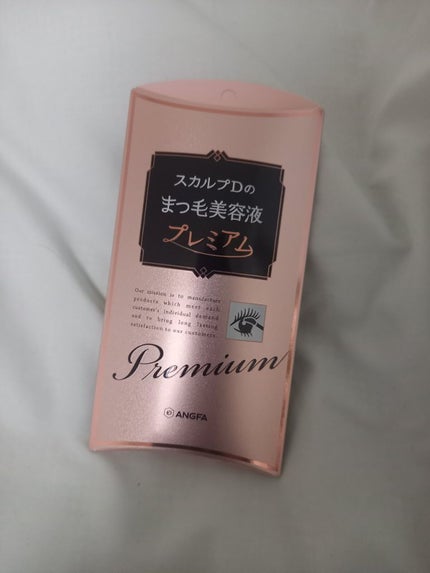 スカルプDの
まつ毛美容液
プレミアム
Our mission is to manufacture
products which meet each
customer's individual demand
and to bring long lasting
satisfaction to our customers.
Premium
ANGFA